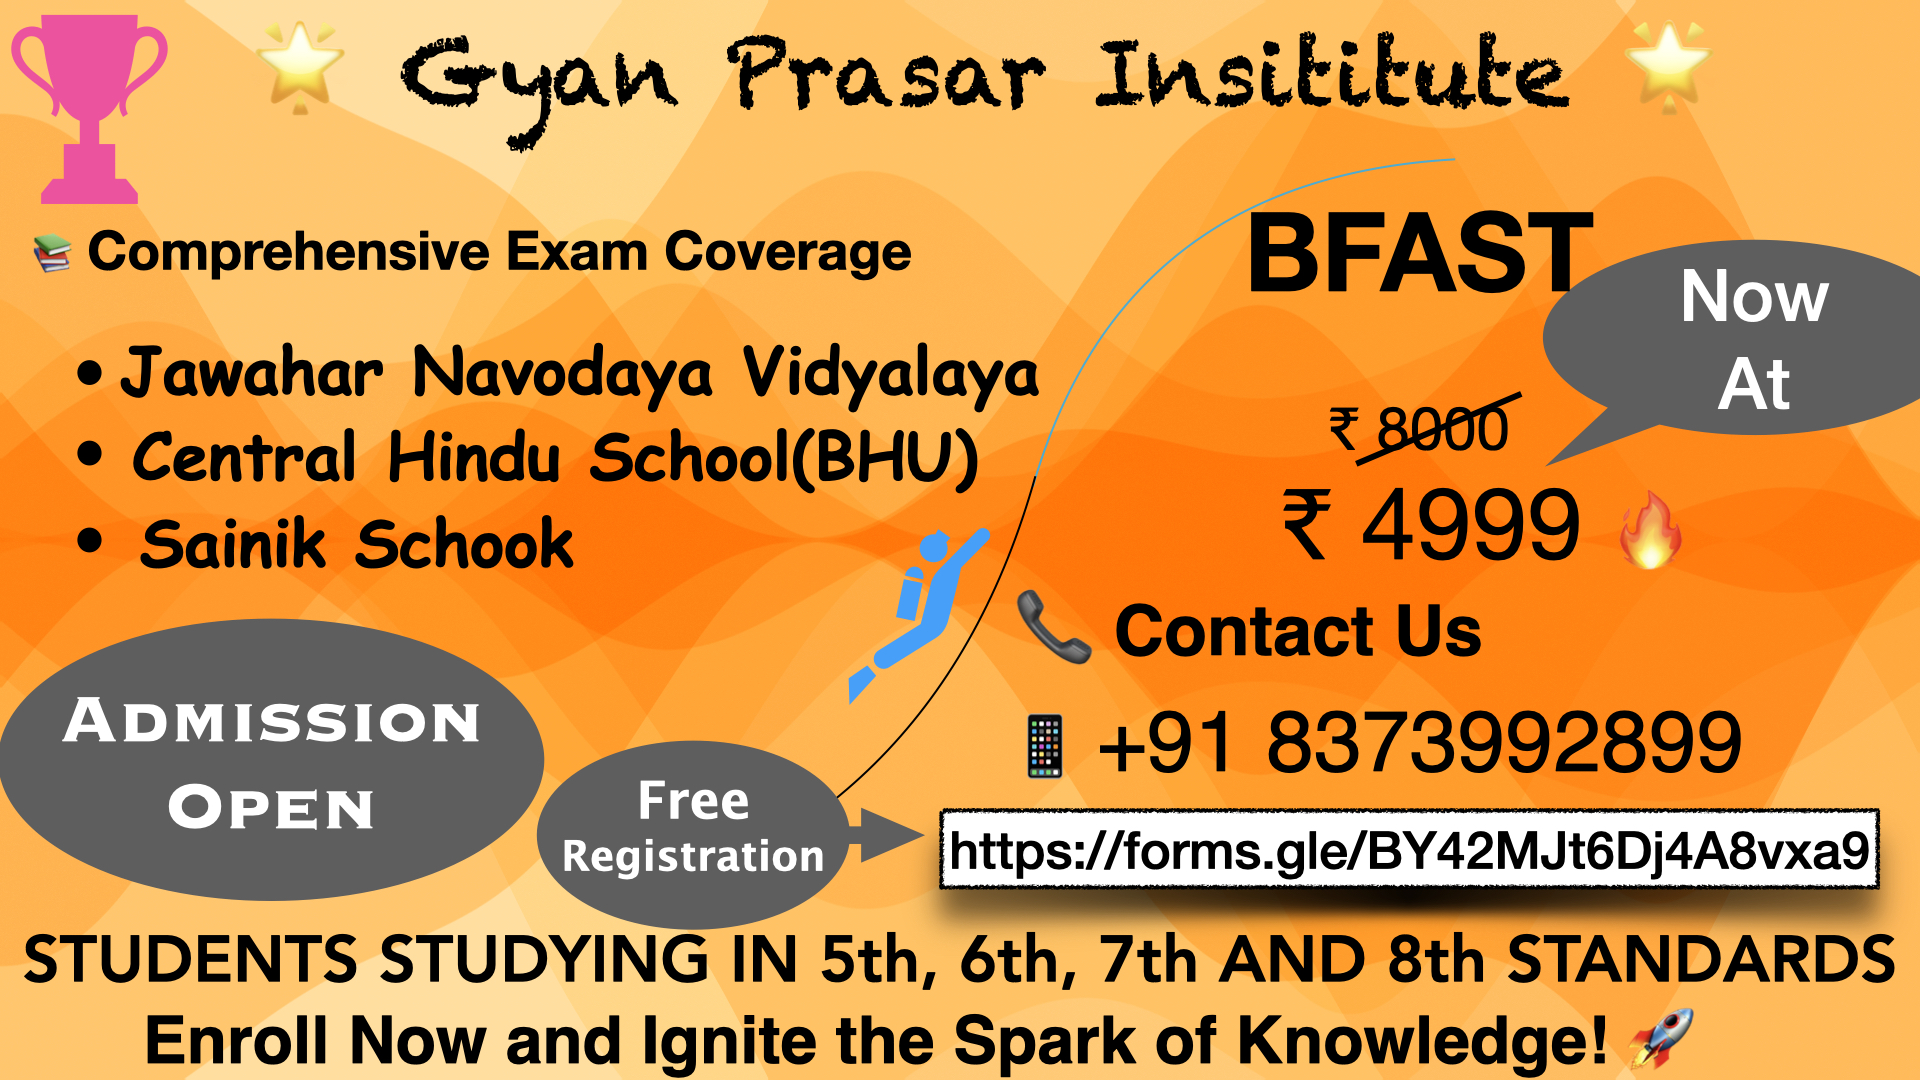 🌟 Gyan Prasar Insititute 🌟
📚 Comprehensive Exam Coverage
• Jawahar Navodaya Vidyalaya
• Central Hindu School(BHU)
• Sainik Schook
BFAST
Now
At
₹ 8000
₹ 4999 🔥
📞 Contact Us
📱 +91 8373992899
Admission
Open
Free
Registration
https://forms.gle/BY42MJt6Dj4A8vxa9
STUDENTS STUDYING IN 5th, 6th, 7th AND 8th STANDARDS
Enroll Now and Ignite the Spark of Knowledge! 🚀